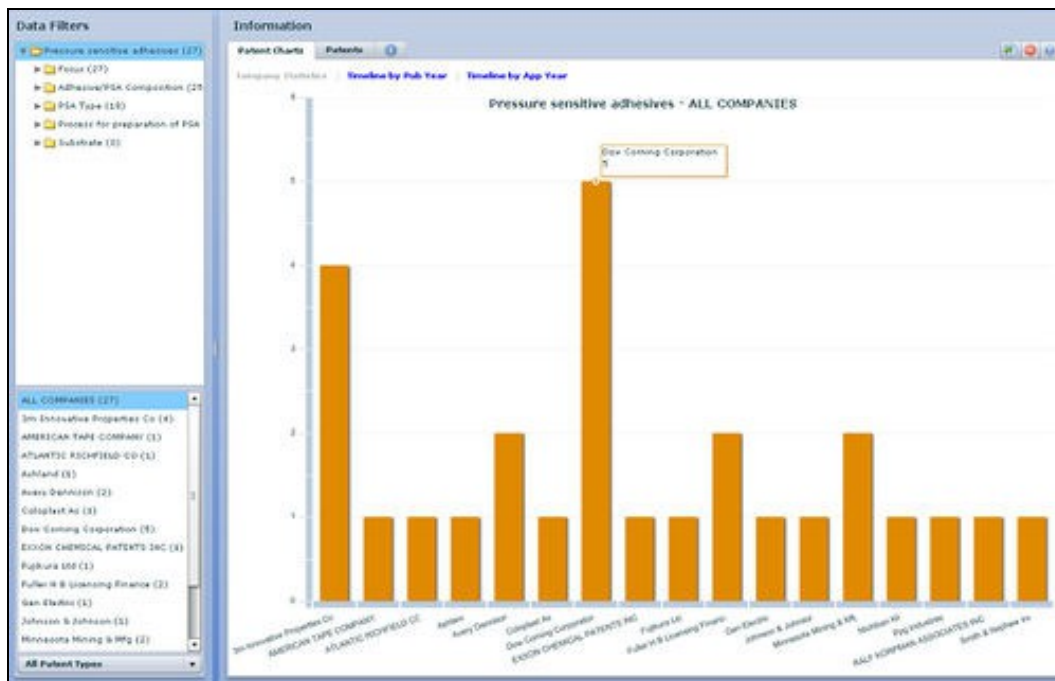 Data Filters
Pressure sensitive adhesives (27)
Focus (27)
Adhesive/PSA Composition (25
PSA Type (19)
Process for preparation of PSA
Substrate
ALL COMPANIES (27)
3m Innovative Properties Co (4)
AMERICAN TAPE COMPANY (1)
ATLANTIC RICHFIELD CO (1)
Ashland (1)
Avery Dennison (2)
Coloplast As (1)
Dow Corning Corporation (5)
EXXON CHEMICAL PATENTS INC (1)
Fujikura Ltd (1)
Fuller H B Licensing Finance (2)
Gen Electric (1)
Johnson & Johnson (1)
Minnesota Mining & Mfg (2)
All Patent Types
Information
Patent Charts Patents
Company Statistics Timeline by Pub Year Timeline by App Year
Pressure sensitive adhesives - ALL COMPANIES
6
5
4
3
2
1
0
Dow Corning Corporation
5
3m Innovative Properties Co
AMERICAN TAPE COMPANY
ATLANTIC RICHFIELD CO
Ashland
Avery Dennison
Coloplast As
Dow Corning Corporation
EXXON CHEMICAL PATENTS INC
Fujikura Ltd
Fuller H B Licensing Financ
Gen Electric
Johnson & Johnson
Minnesota Mining & Mfg
Industries
RALF KORPMAN ASSOCIATES INC
Smith & Nephew